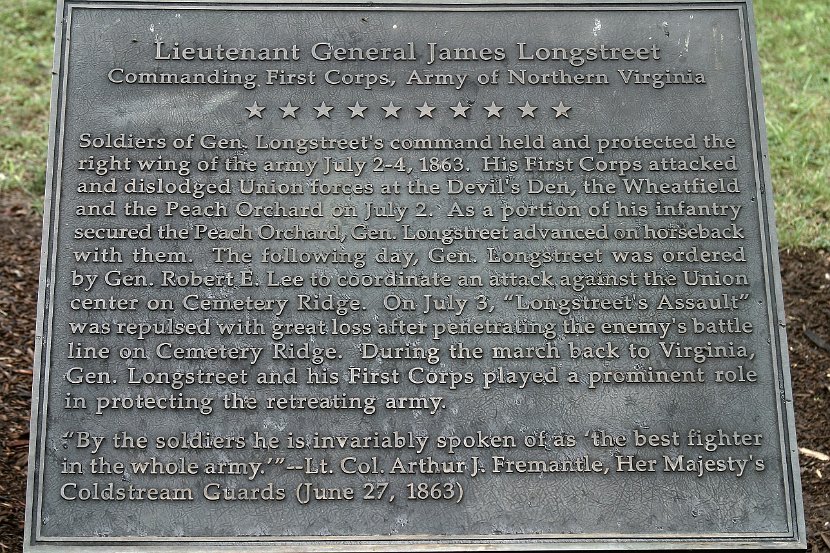 Lieutenant General James Longstreet
Commanding First Corps, Army of Northern Virginia
Soldiers of Gen. Longstreet's command held and protected the
right wing of the army July 2-4, 1863. His First Corps attacked
and dislodged Union forces at the Devil's Den, the Wheatfield
and the Peach Orchard on July 2. As a portion of his infantry
secured the Peach Orchard, Gen. Longstreet advanced on horseback
with them. The following day, Gen. Longstreet was ordered
by Gen. Robert E. Lee to coordinate an attack against the Union
center on Cemetery Ridge. On July 3, “Longstreet's Assault”
was repulsed with great loss after penetrating the enemy's battle
line on Cemetery Ridge. During the march back to Virginia,
Gen. Longstreet and his First Corps played a prominent role
in protecting the retreating army.
“By the soldiers he is invariably spoken of as ‘the best fighter
in the whole army.’”--Lt. Col. Arthur J. Fremantle, Her Majesty's
Coldstream Guards (June 27, 1863)